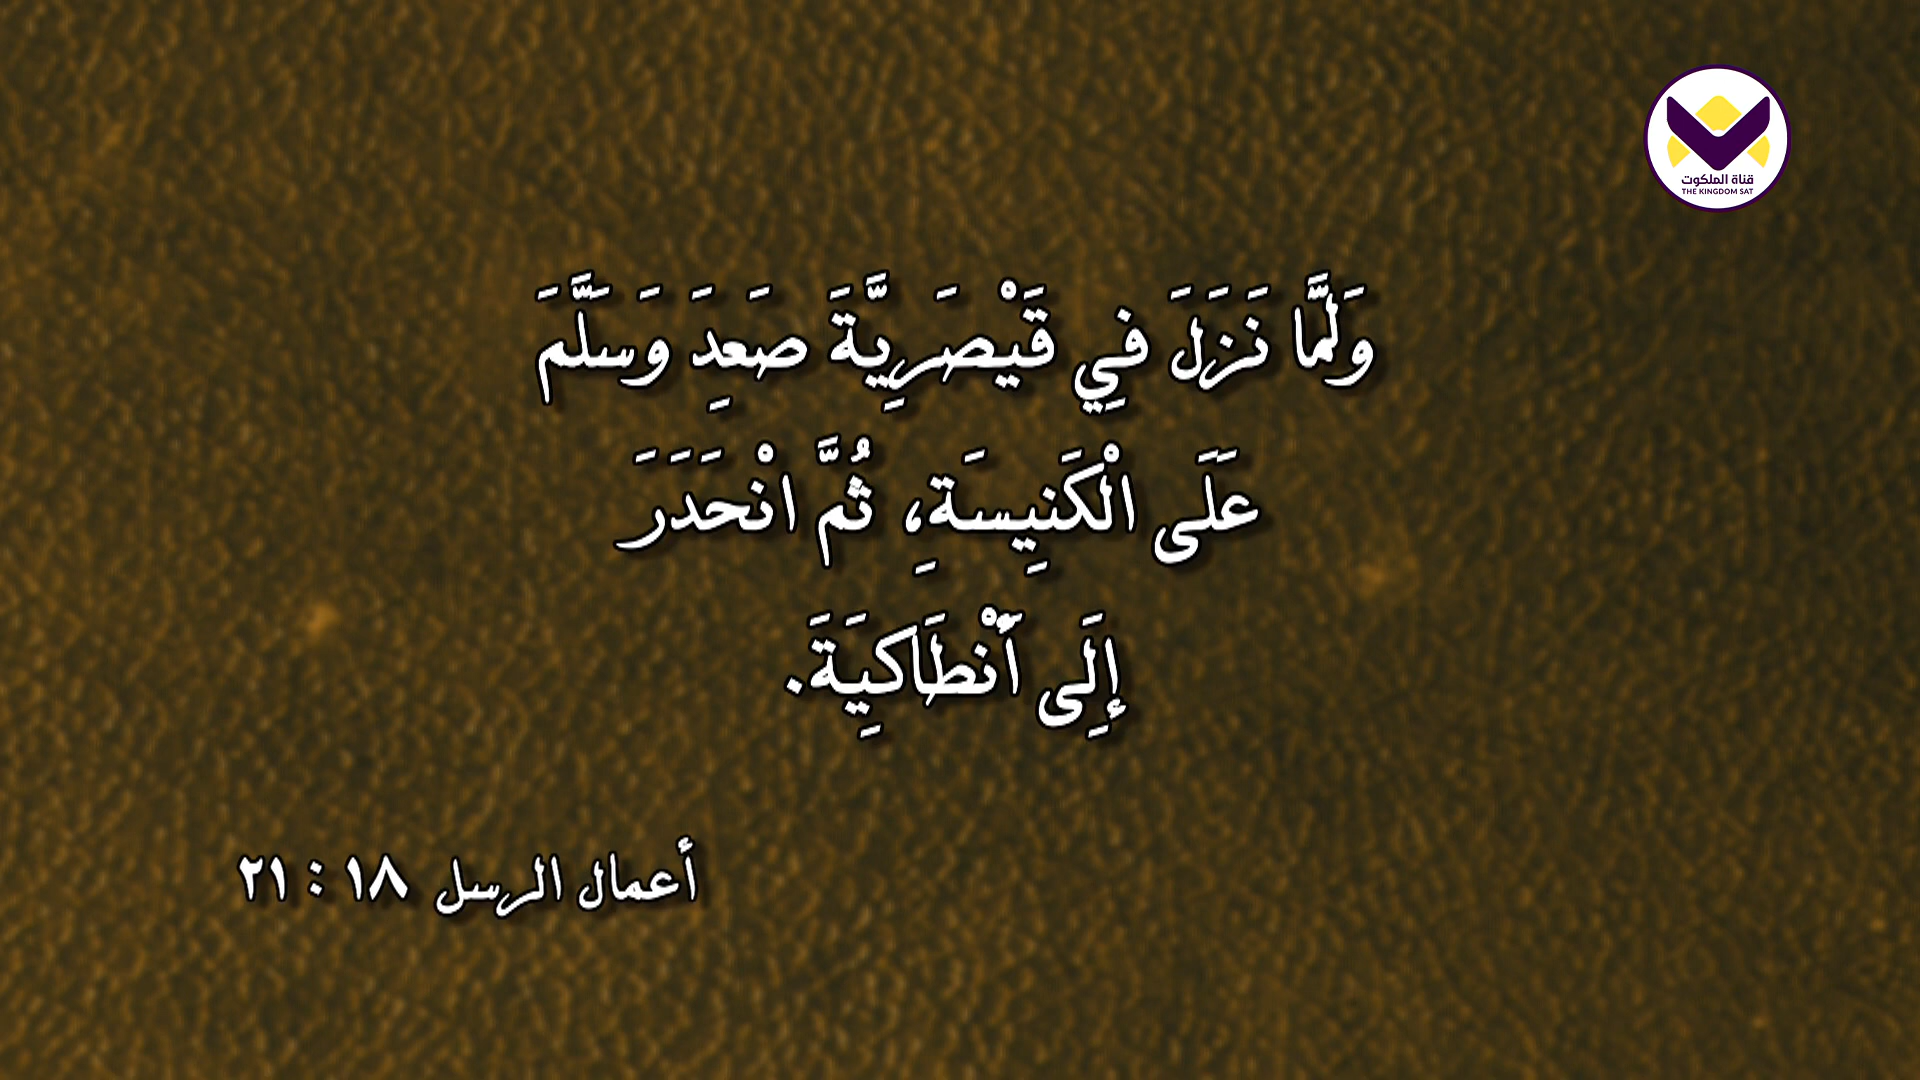 قناة الملكوت
THE KINGDOM SAT
وَلَمَّا نَزَلَ فِي قَيْصَرِيَّةَ صَعَدِ وَسَلَّمَ
عَلَى الْكَنِيسَةِ، ثُمَّ انْحَدَرَ
إِلَى أَنْطَاكِيَةَ.
أعمال الرسل ١٨ : ٢١